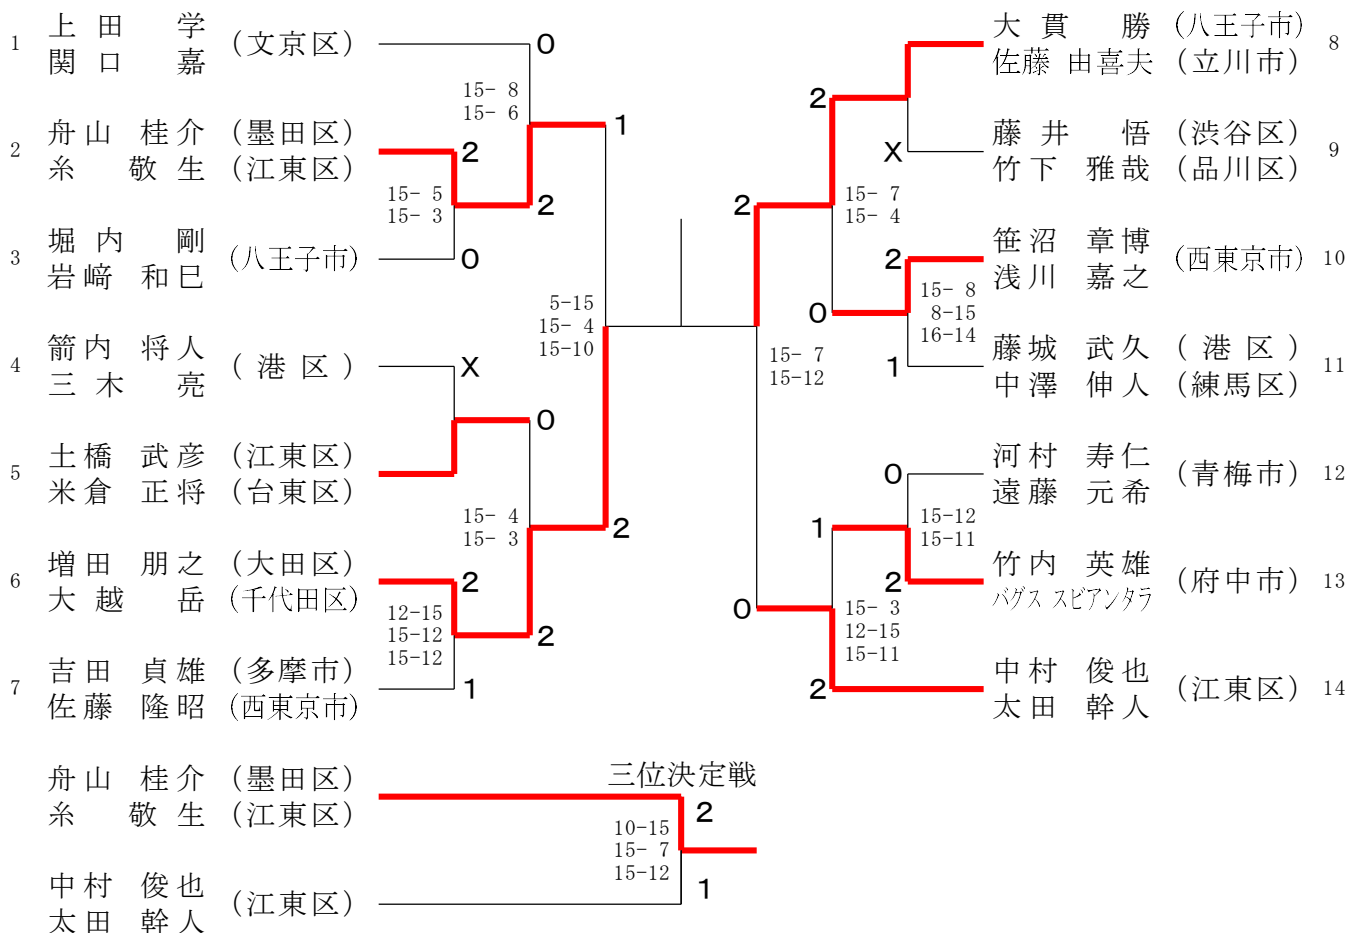 1 上田 学 (文京区)
関口 嘉
2 舟山 桂介 (墨田区)
糸 敬生 (江東区)
3 堀内 剛 (八王子市)
岩﨑 和巳
4 箭内 将人 (港区)
三木 亮
5 土橋 武彦 (江東区)
米倉 正将 (台東区)
6 増田 朋之 (大田区)
大越 岳 (千代田区)
7 吉田 貞雄 (多摩市)
佐藤 隆昭 (西東京市)
0
15- 8
15- 6
2
15- 5
15- 3
0
2
1
X
0
15- 4
15- 3
2
12-15
15-12
15-12
1
2
2
5-15
15- 4
15-10
大貫 勝 (八王子市) 8
佐藤 由喜夫 (立川市)
藤井 悟 (渋谷区) 9
竹下 雅哉 (品川区)
笹沼 章博 (西東京市) 10
浅川 嘉之
藤城 武久 (港区) 11
中澤 伸人 (練馬区)
河村 寿仁 (青梅市) 12
遠藤 元希
竹内 英雄 (府中市) 13
バグス スビアンタラ
中村 俊也 (江東区) 14
太田 幹人
2
X
15- 7
15- 4
2
2
15- 8
8-15
16-14
0
1
15- 7
15-12
0
15-12
15-11
1
2
0
15- 3
12-15
15-11
2
三位決定戦
舟山 桂介 (墨田区)
糸 敬生 (江東区)
2
10-15
15- 7
15-12
1
中村 俊也 (江東区)
太田 幹人